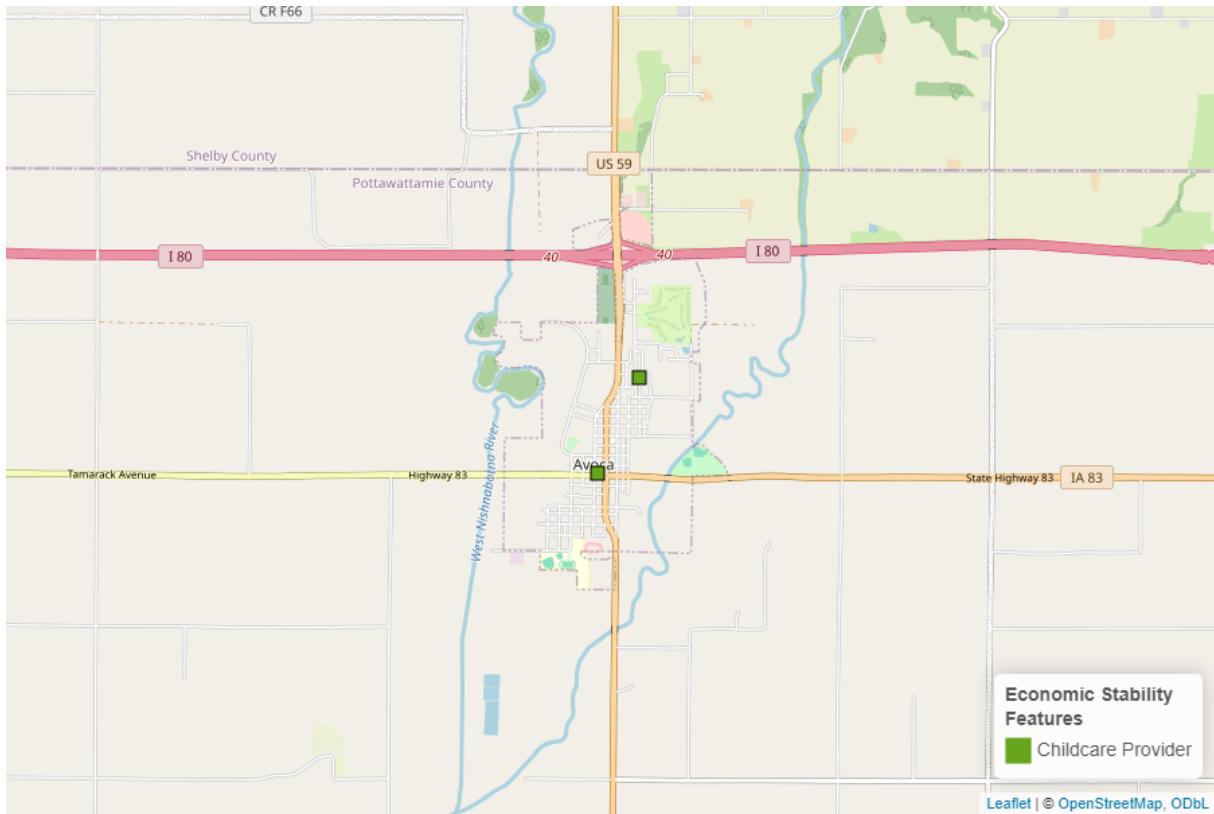 CR F66
Shelby County
US 59
Pottawattamie County
I 80
40
40
I 80
West Nishnabotna River
Avoca
Tamarack Avenue
Highway 83
State Highway 83
IA 83
Economic Stability
Features
Childcare Provider
Leaflet | © OpenStreetMap, ODbL